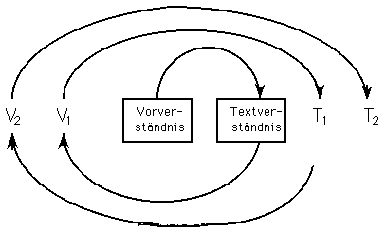 V2 V1 Vorver-
ständnis Textver-
ständnis T1 T2